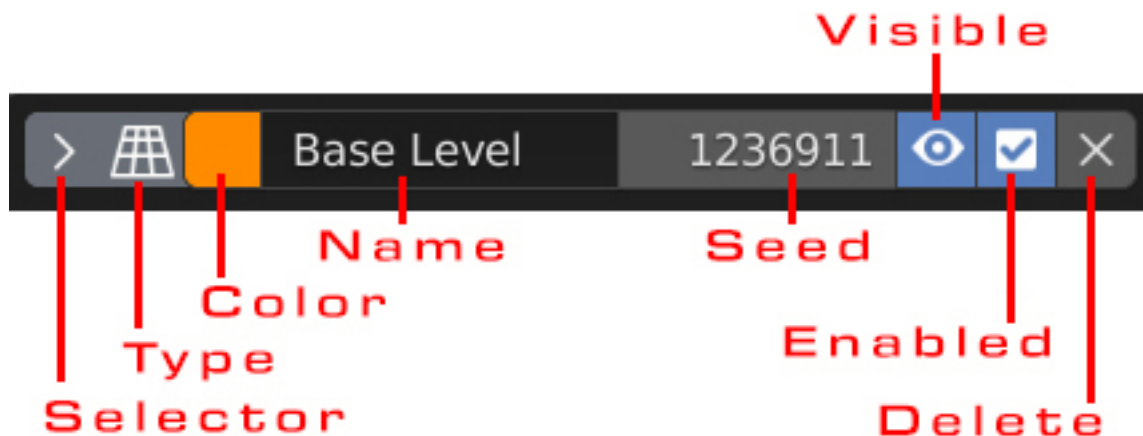 Visible
Base Level 1236911
Name Seed
Color
Enabled
Type
Selector
Delete